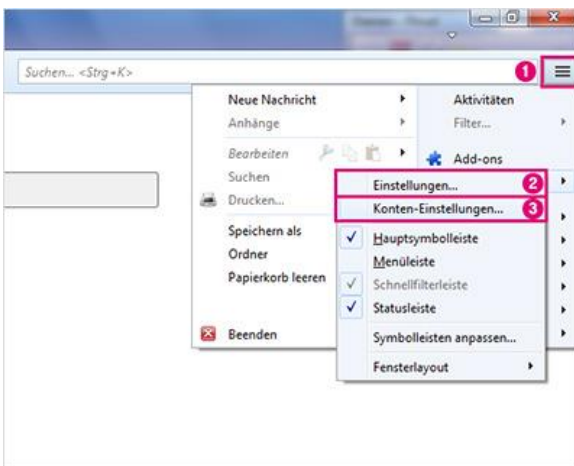 Suchen... <Strg+K>
1
Neue Nachricht
Anhänge
Bearbeiten
Suchen
Drucken...
Speichern als
Ordner
Papierkorb leeren
Beenden
Aktivitäten
Filter...
Add-ons
Einstellungen... 2
Konten-Einstellungen... 3
Hauptsymbolleiste
Menüleiste
Schnellfilterleiste
Statusleiste
Symbolleisten anpassen...
Fensterlayout